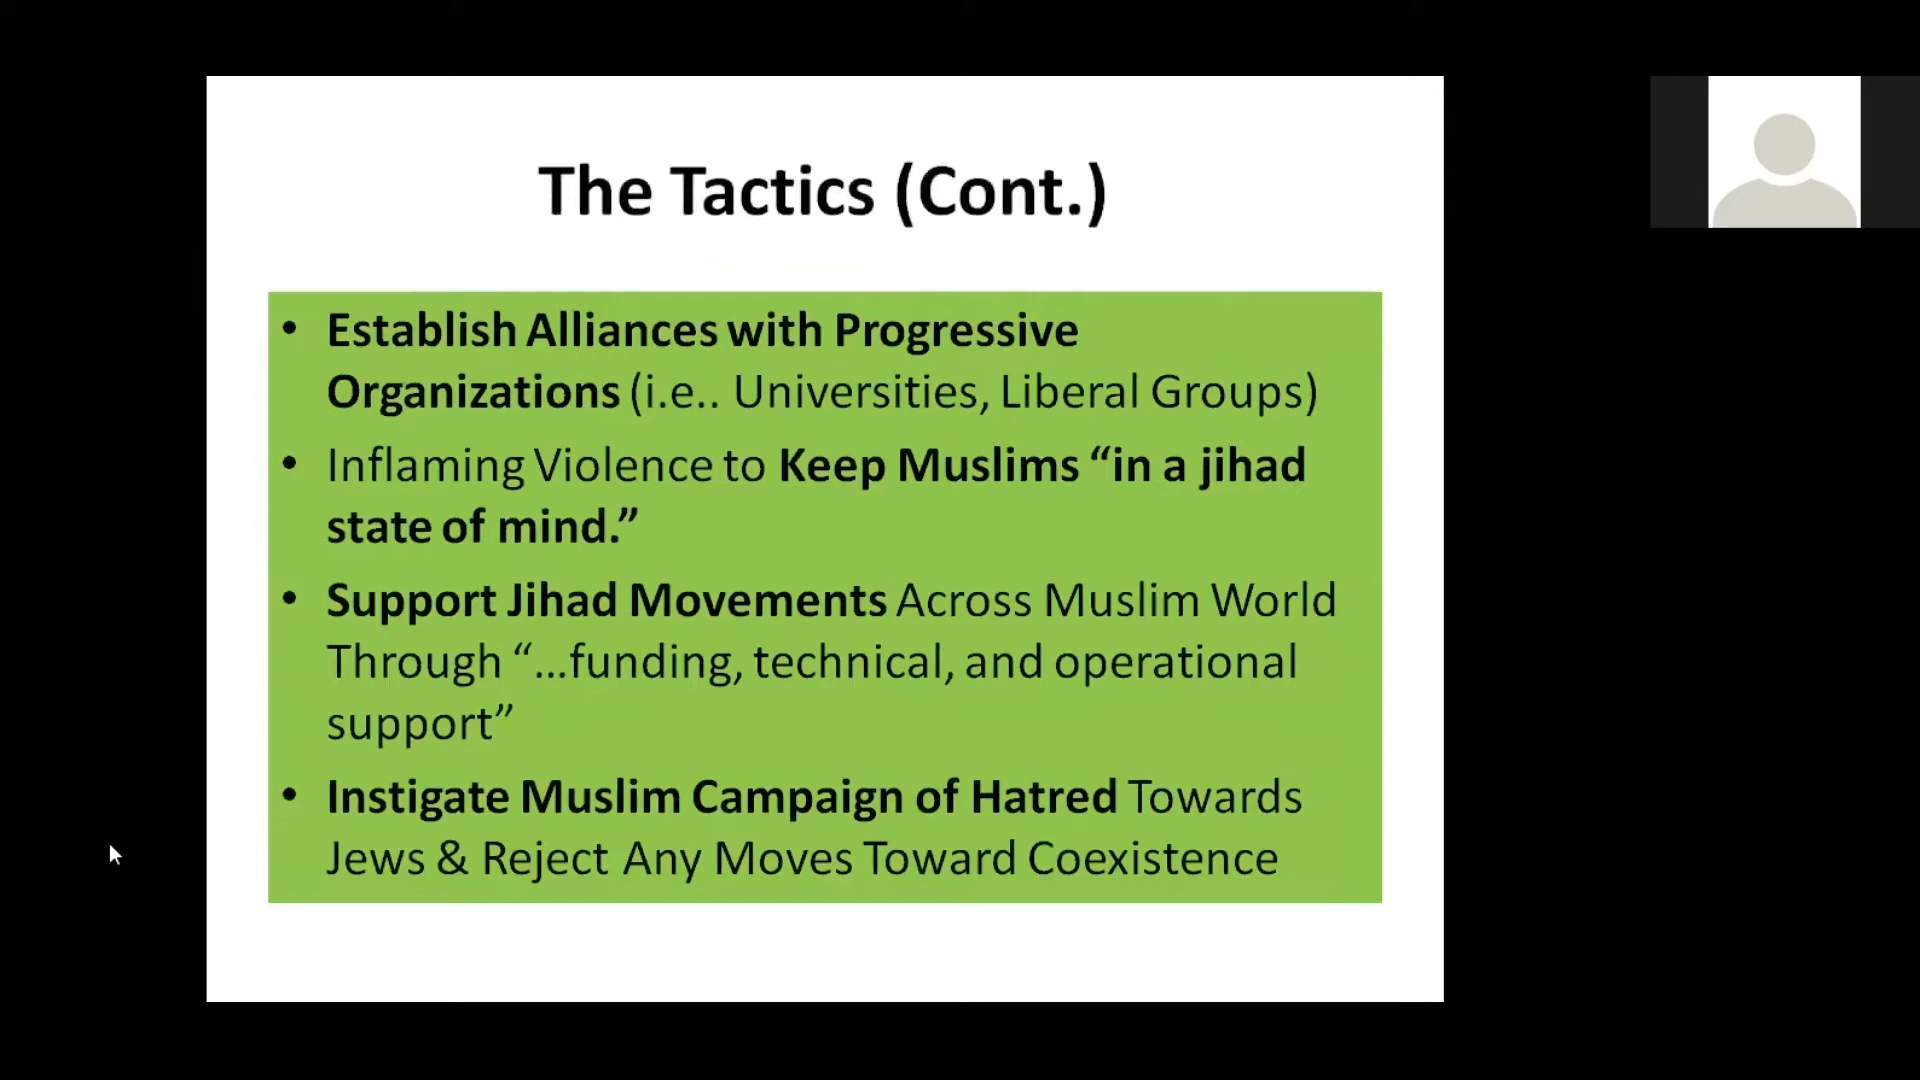 The Tactics (Cont.)
• Establish Alliances with Progressive
Organizations (i.e.. Universities, Liberal Groups)
• Inflaming Violence to Keep Muslims “in a jihad
state of mind.”
• Support Jihad Movements Across Muslim World
Through “…funding, technical, and operational
support”
• Instigate Muslim Campaign of Hatred Towards
Jews & Reject Any Moves Toward Coexistence